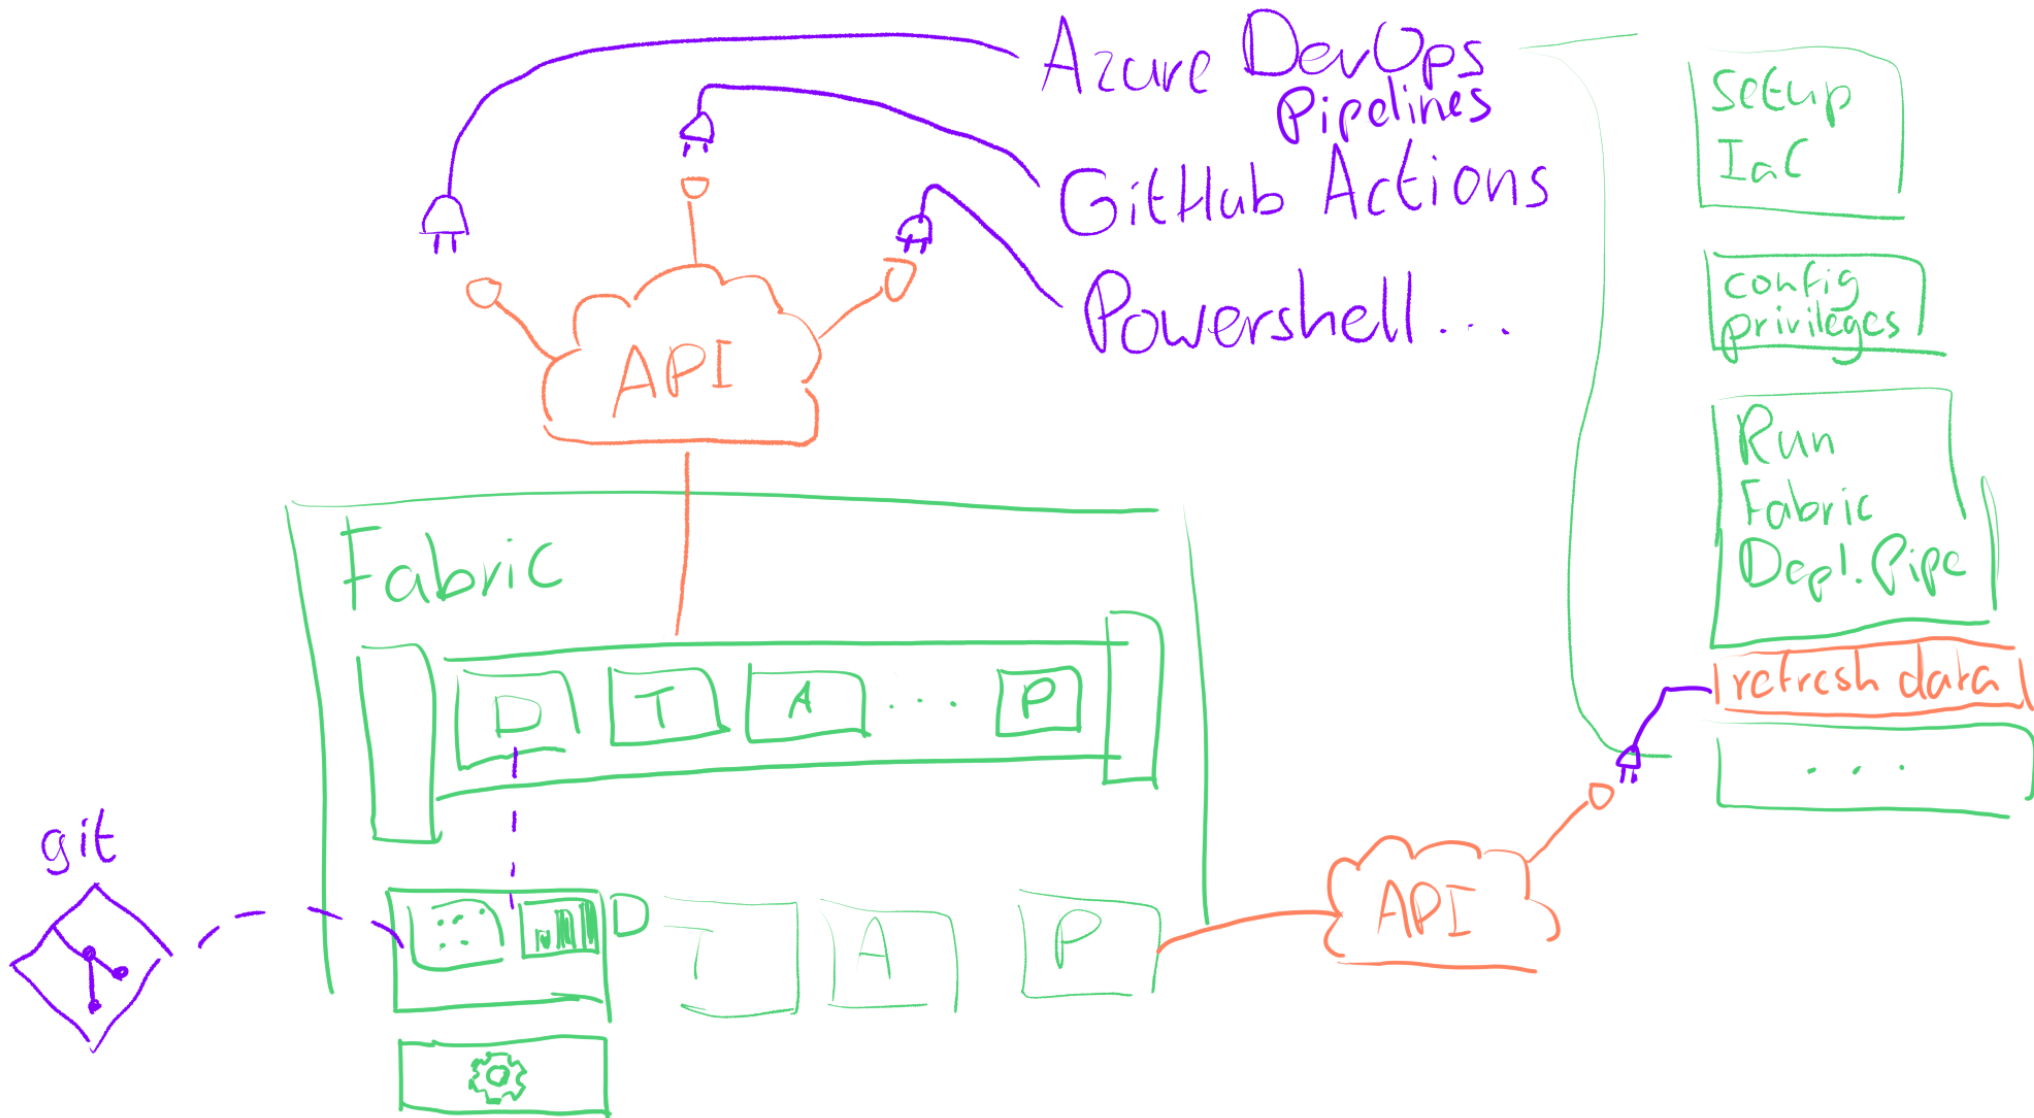 Azure DevOps
Pipelines
GitHub Actions
Powershell...
API
Setup
IaC
config
privileges
Run
Fabric
Depl. Pipe
refresh data
...
Fabric
D T A ... P
git
D T A P
API